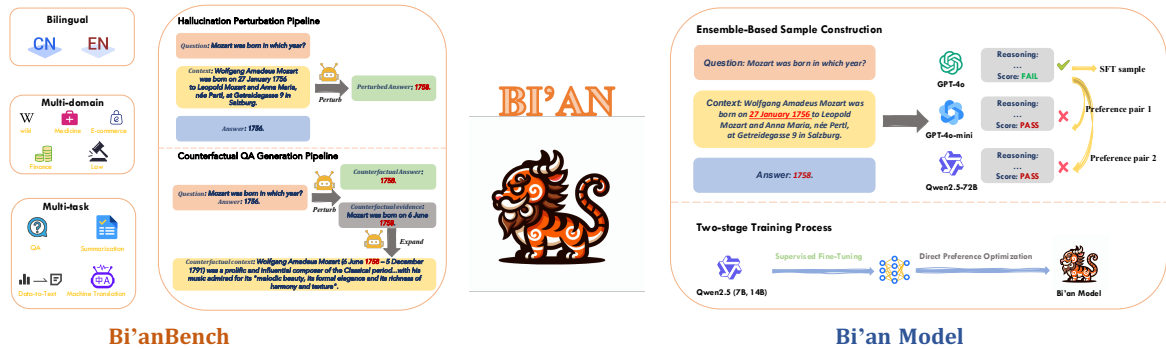 Bilingual
CN EN
Multi-domain
W
wiki Medicine E-commerce
Finance Law
Multi-task
QA Summarization
Data-to-Text Machine Translation
Hallucination Perturbation Pipeline
Question: Mozart was born in which year?
Context: Wolfgang Amadeus Mozart
was born on 27 January 1756
to Leopold Mozart and Anna Maria,
née Pertl, at Getreidegasse 9 in
Salzburg.
Perturb
Perturbed Answer: 1758.
Answer: 1756.
Counterfactual QA Generation Pipeline
Question: Mozart was born in which year?
Answer: 1756.
Perturb
Counterfactual Answer:
1758.
Counterfactual evidence:
Mozart was born on 6 June
1758.
Expand
Counterfactual context: Wolfgang Amadeus Mozart (6 June 1758 – 5 December
1791) was a prolific and influential composer of the Classical period...with his
music admired for its "melodic beauty, its formal elegance and its richness of
harmony and texture".
Bi’anBench
BI'AN
Ensemble-Based Sample Construction
Question: Mozart was born in which year?
Context: Wolfgang Amadeus Mozart was
born on 27 January 1756 to Leopold
Mozart and Anna Maria, née Pertl,
at Getreidegasse 9 in Salzburg.
Answer: 1758.
GPT-4o
Reasoning:
...
Score: FAIL
SFT sample
GPT-4o-mini
Reasoning:
...
Score: PASS
Preference pair 1
Qwen2.5-72B
Reasoning:
...
Score: PASS
Preference pair 2
Two-stage Training Process
Qwen2.5 (7B, 14B)
Supervised Fine-Tuning
Direct Preference Optimization
Bi'an Model
Bi’an Model